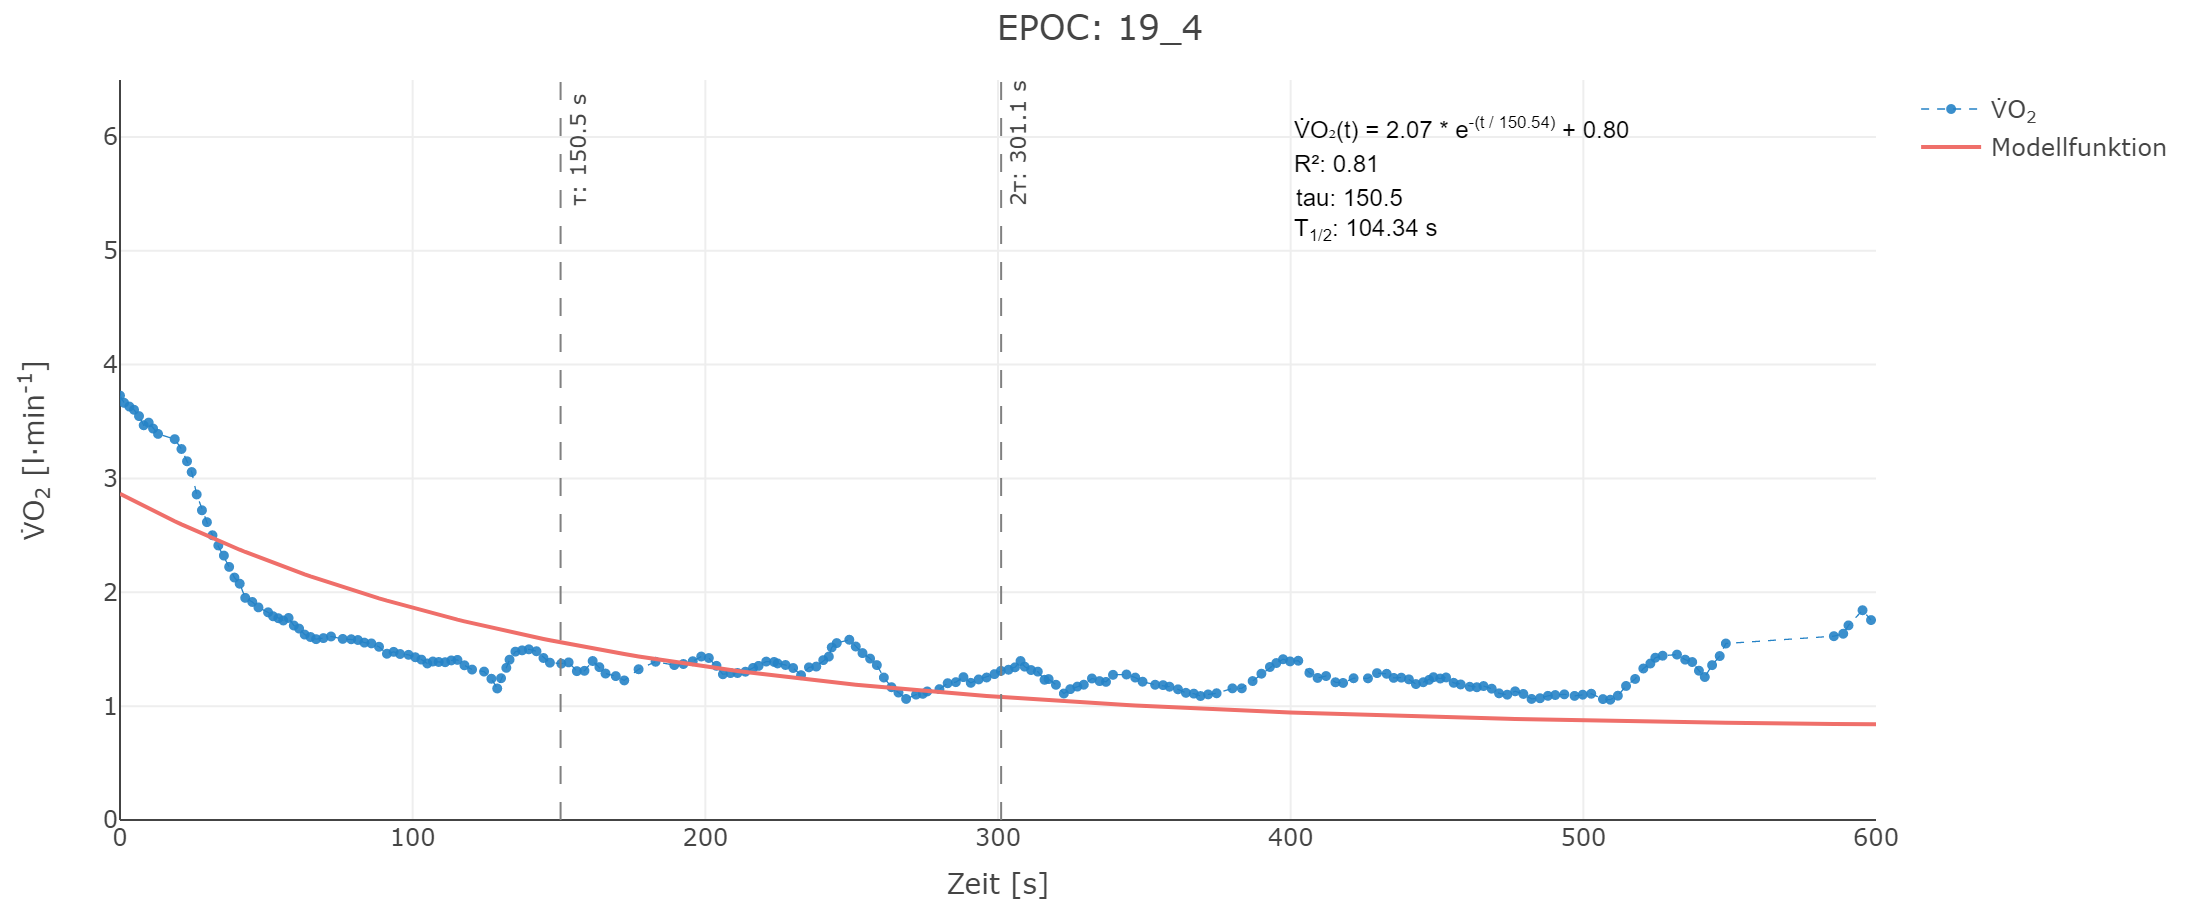 EPOC: 19_4
V̇O₂
Modellfunktion
V̇O₂(t) = 2.07 * e^-(t / 150.54) + 0.80
R²: 0.81
tau: 150.5
T₁/₂: 104.34 s
τ: 150.5 s
2τ: 301.1 s
V̇O₂ [l·min⁻¹]
6
5
4
3
2
1
0
0 100 200 300 400 500 600
Zeit [s]